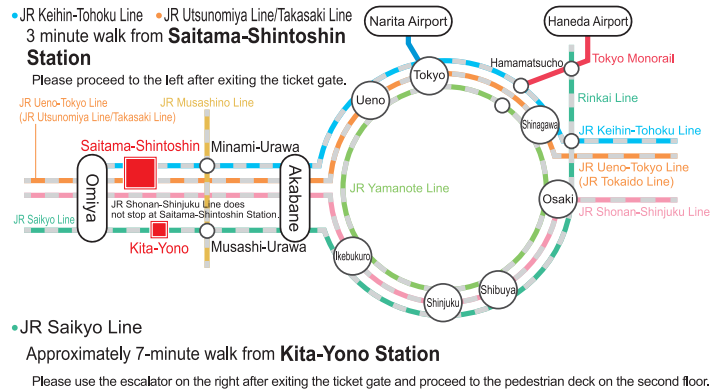 • JR Keihin-Tohoku Line • JR Utsunomiya Line/Takasaki Line
3 minute walk from Saitama-Shintoshin
Station
Please proceed to the left after exiting the ticket gate.
Narita Airport
Haneda Airport
Hamamatsucho
Tokyo Monorail
Tokyo
Ueno
Rinkai Line
Shinagawa
JR Ueno-Tokyo Line
(JR Utsunomiya Line/Takasaki Line)
JR Musashino Line
Saitama-Shintoshin
Minami-Urawa
JR Keihin-Tohoku Line
JR Ueno-Tokyo Line
(JR Tokaido Line)
Omiya
Akabane
JR Yamanote Line
JR Shonan-Shinjuku Line does
not stop at Saitama-Shintoshin Station.
Osaki
JR Shonan-Shinjuku Line
JR Saikyo Line
Kita-Yono
Musashi-Urawa
Ikebukuro
Shinjuku
Shibuya
• JR Saikyo Line
Approximately 7-minute walk from Kita-Yono Station
Please use the escalator on the right after exiting the ticket gate and proceed to the pedestrian deck on the second floor.